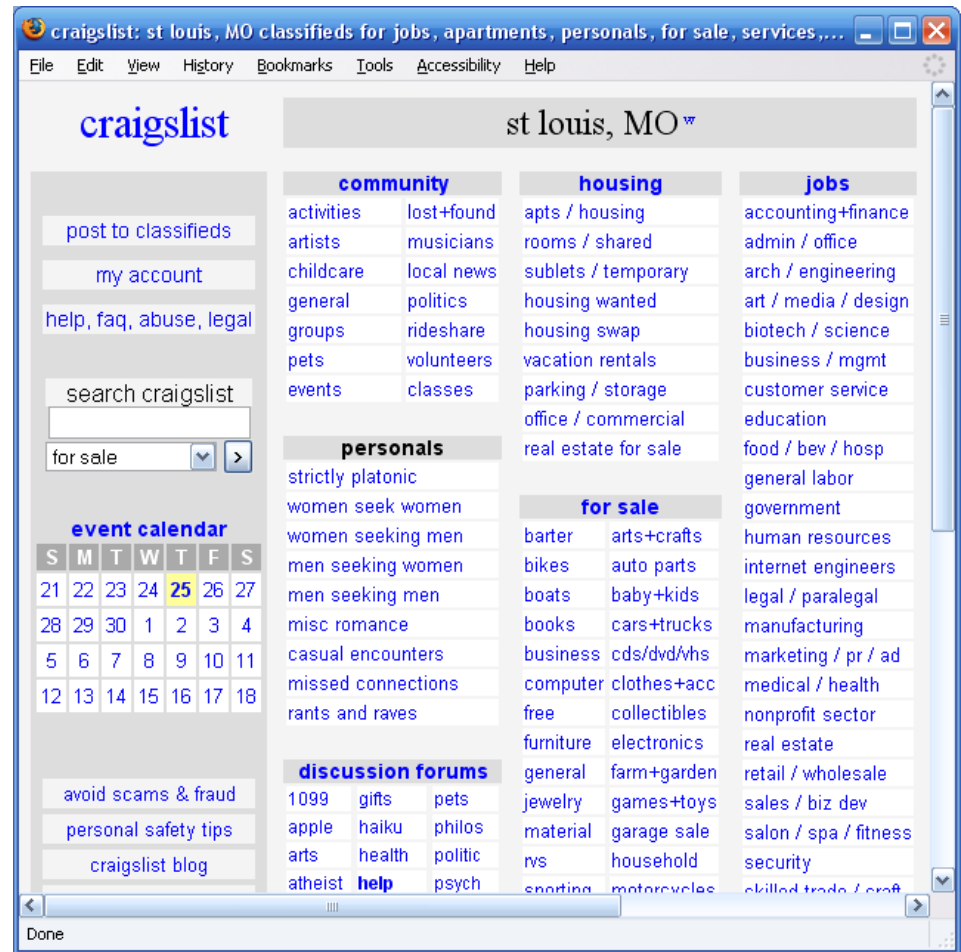 craigslist: st louis, MO classifieds for jobs, apartments, personals, for sale, services,...
File Edit View History Bookmarks Tools Accessibility Help
craigslist
st louis, MO w
post to classifieds
my account
help, faq, abuse, legal
search craigslist
for sale >
event calendar
S M T W T F S
21 22 23 24 25 26 27
28 29 30 1 2 3 4
5 6 7 8 9 10 11
12 13 14 15 16 17 18
avoid scams & fraud
personal safety tips
craigslist blog
community
activities lost+found
artists musicians
childcare local news
general politics
groups rideshare
pets volunteers
events classes
personals
strictly platonic
women seek women
women seeking men
men seeking women
men seeking men
misc romance
casual encounters
missed connections
rants and raves
discussion forums
1099 gifts pets
apple haiku philos
arts health politic
atheist help psych
housing
apts / housing
rooms / shared
sublets / temporary
housing wanted
housing swap
vacation rentals
parking / storage
office / commercial
real estate for sale
for sale
barter arts+crafts
bikes auto parts
boats baby+kids
books cars+trucks
business cds/dvd/vhs
computer clothes+acc
free collectibles
furniture electronics
general farm+garden
jewelry games+toys
material garage sale
rvs household
sporting motorcycles
jobs
accounting+finance
admin / office
arch / engineering
art / media / design
biotech / science
business / mgmt
customer service
education
food / bev / hosp
general labor
government
human resources
internet engineers
legal / paralegal
manufacturing
marketing / pr / ad
medical / health
nonprofit sector
real estate
retail / wholesale
sales / biz dev
salon / spa / fitness
security
skilled trade / craft
Done